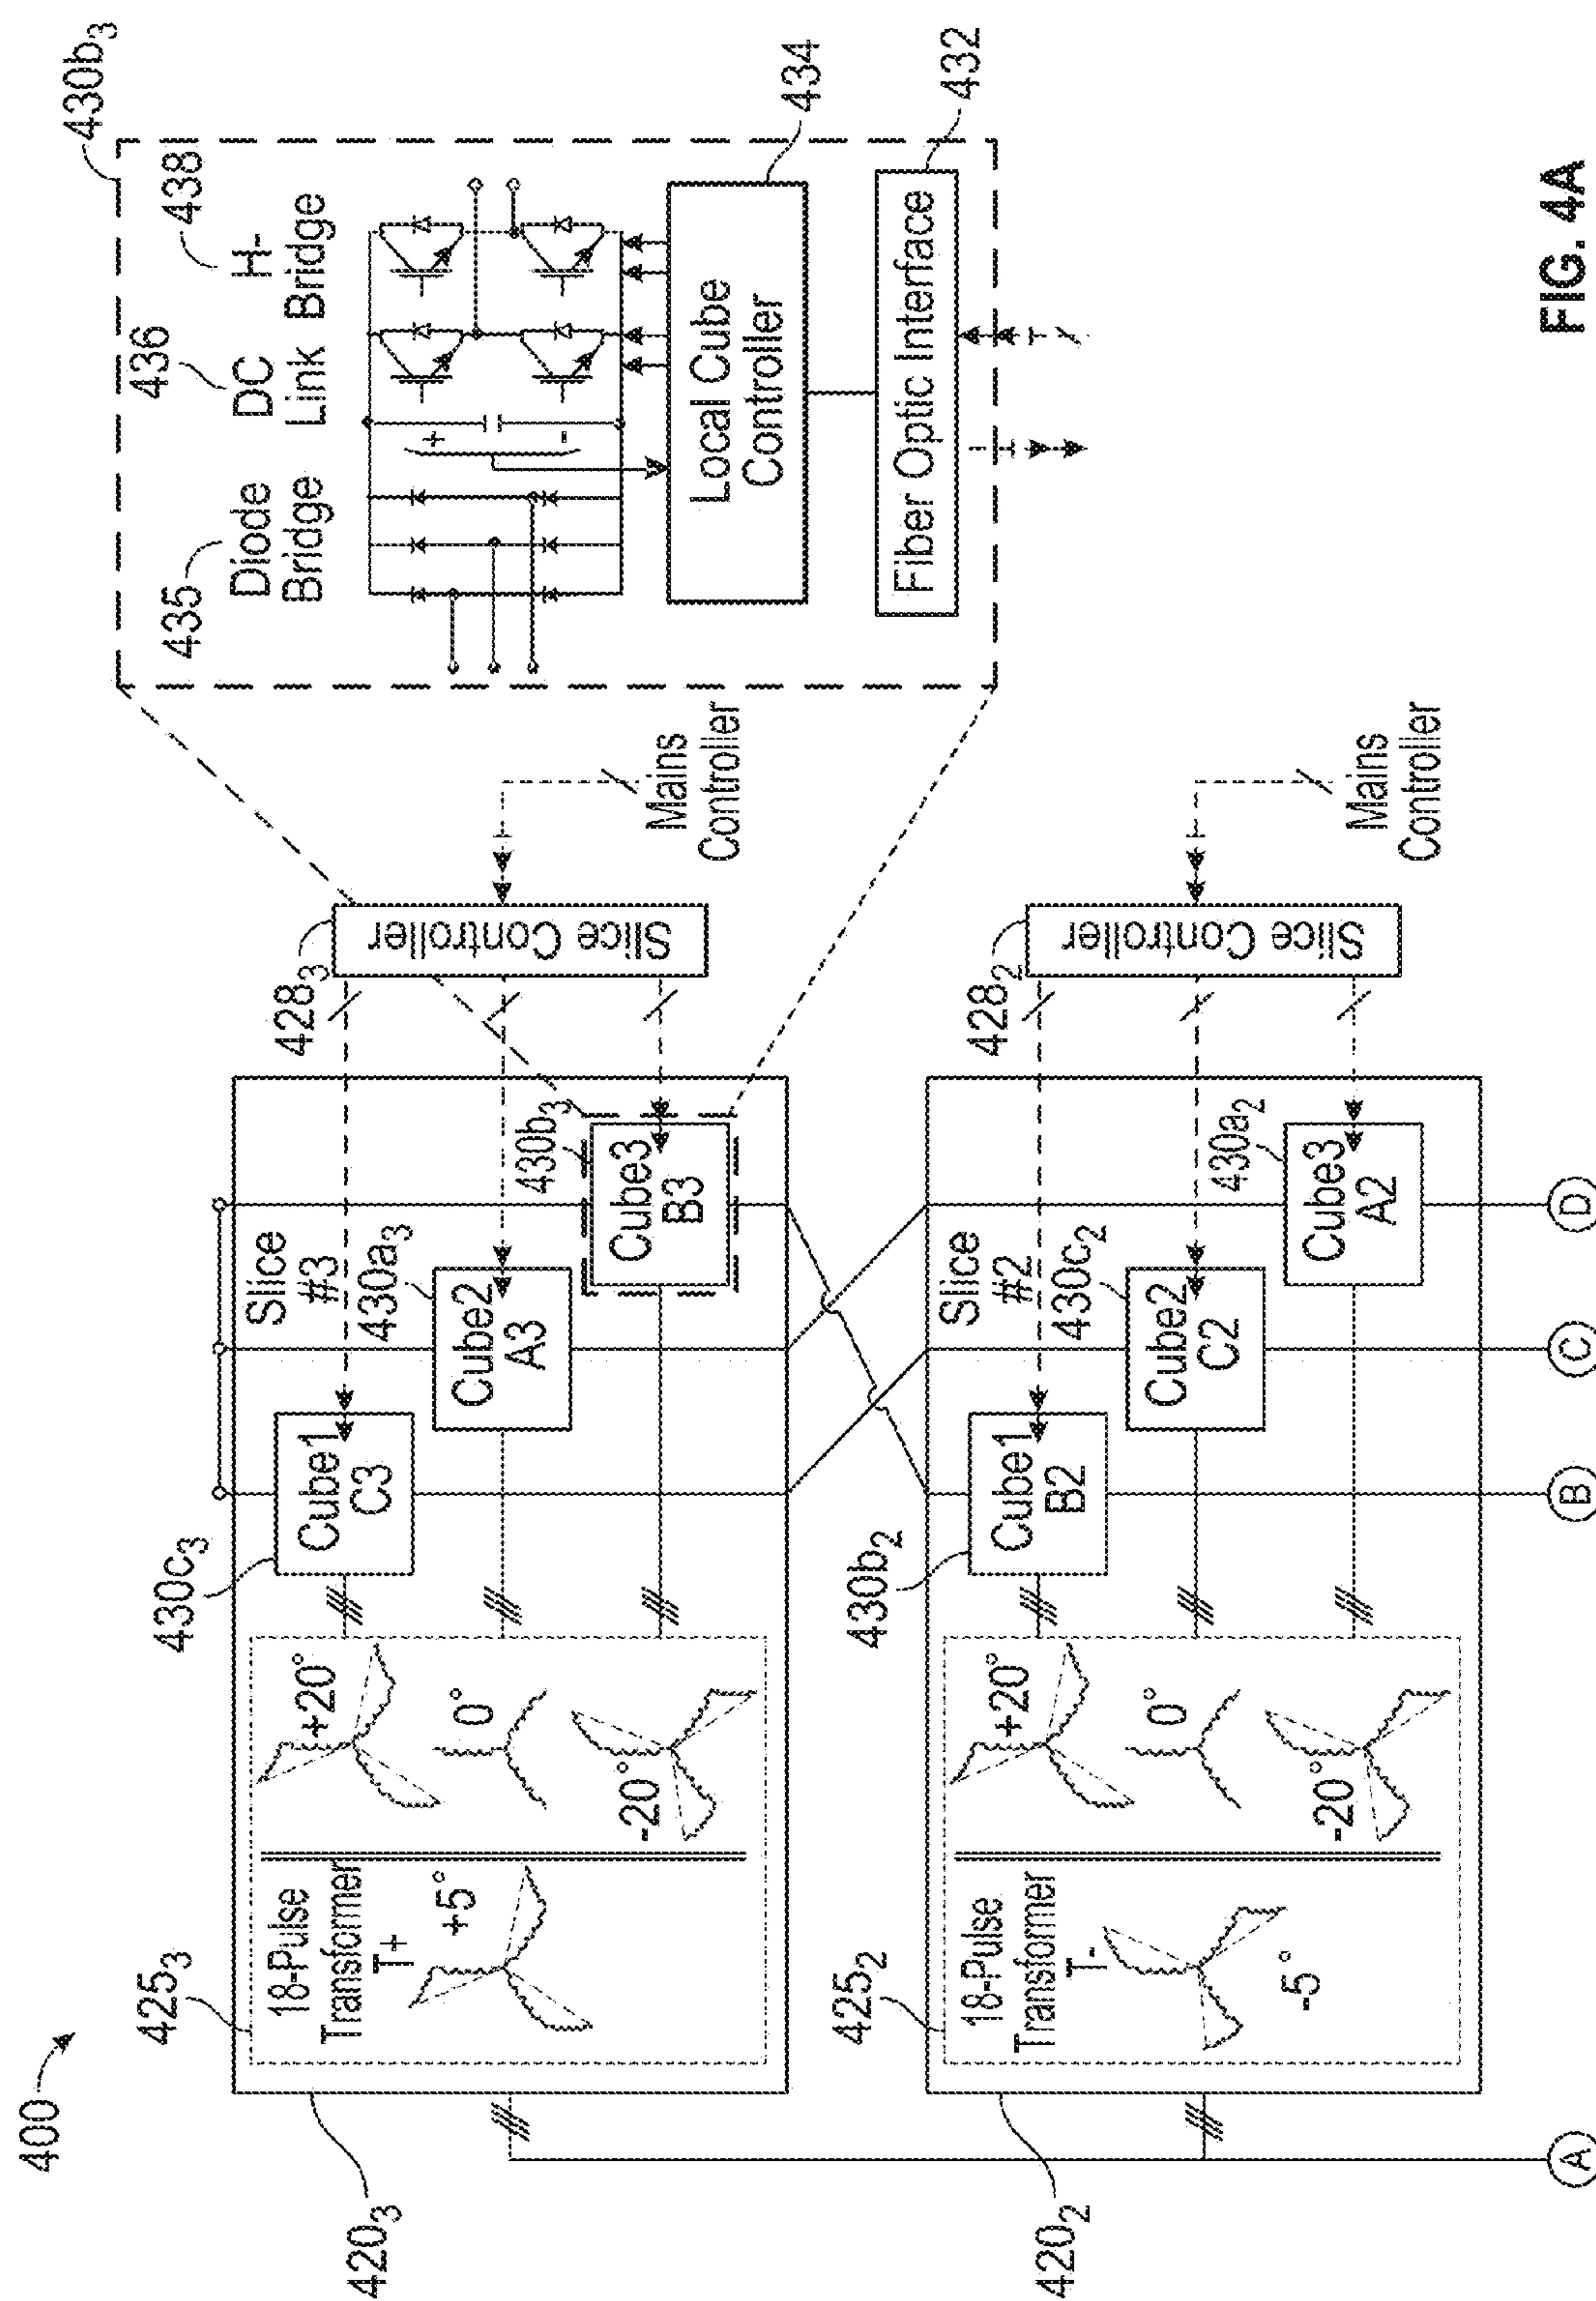 400
420₃
425₃
18-Pulse
Transformer
T+
+5°
+20°
0°
-20°
430c₃
Cube1
C3
Slice
#3
430a₃
Cube2
A3
430b₃
Cube3
B3
428₃
Slice Controller
Mains
Controller
430b₃
435
Diode
Bridge
436
DC
Link
438
H-
Bridge
+
-
Local Cube
Controller
434
Fiber Optic Interface
432
420₂
425₂
18-Pulse
Transformer
T-
-5°
+20°
0°
-20°
430b₂
Cube1
B2
Slice
#2
430c₂
Cube2
C2
430a₂
Cube3
A2
428₂
Slice Controller
Mains
Controller
A
B
C
D
FIG. 4A